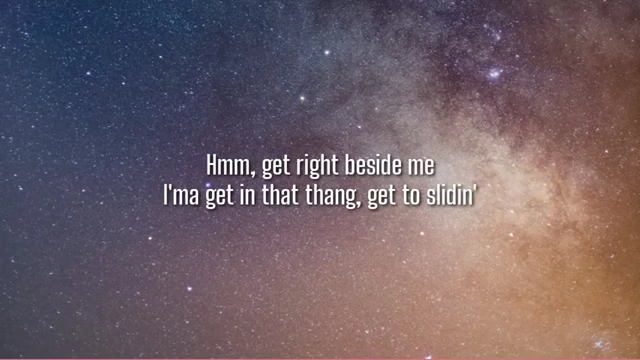 Hmm, get right beside me
I'ma get in that thang, get to slidin'